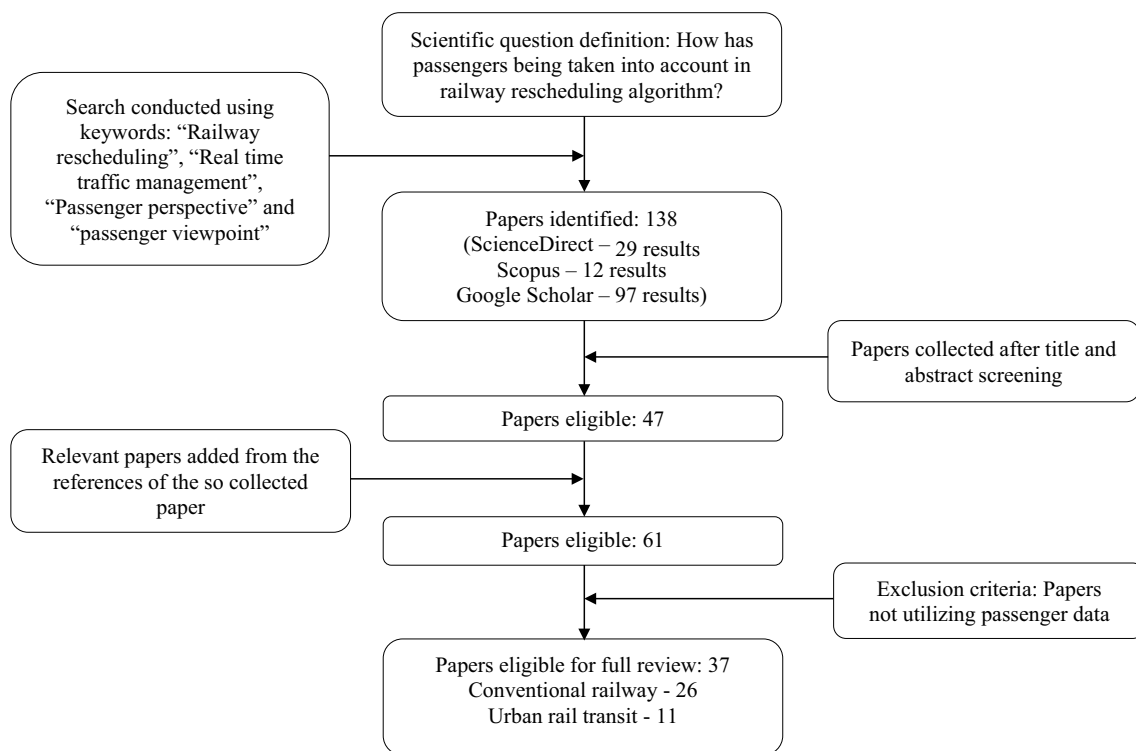 Scientific question definition: How has
passengers being taken into account in
railway rescheduling algorithm?
Search conducted using
keywords: “Railway
rescheduling”, “Real time
traffic management”,
“Passenger perspective” and
“passenger viewpoint”
Papers identified: 138
(ScienceDirect – 29 results
Scopus – 12 results
Google Scholar – 97 results)
Papers collected after title and
abstract screening
Papers eligible: 47
Relevant papers added from the
references of the so collected
paper
Papers eligible: 61
Exclusion criteria: Papers
not utilizing passenger data
Papers eligible for full review: 37
Conventional railway - 26
Urban rail transit - 11